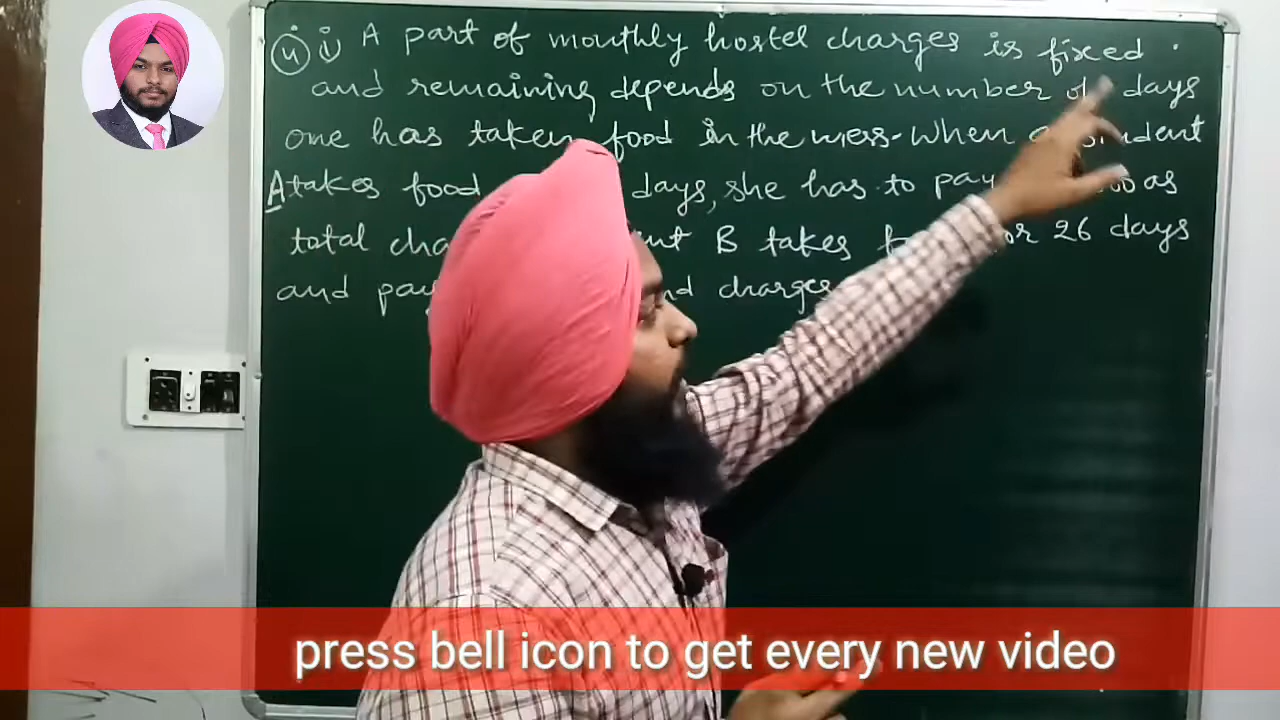 (4) i) A part of monthly hostel charges is fixed
and remaining depends on the number of days
one has taken food in the mess. When student
A takes food days, she has to pay as
total B takes for 26 days
and charges
press bell icon to get every new video